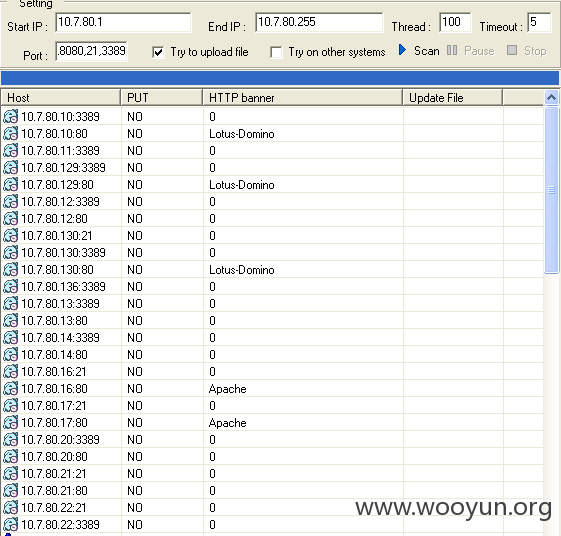 Setting
Start IP : 10.7.80.1 End IP : 10.7.80.255 Thread : 100 Timeout : 5
Port : 8080,21,3389 Try to upload file Try on other systems Scan Pause Stop
Host PUT HTTP banner Update File
10.7.80.10:3389 NO 0
10.7.80.10:80 NO Lotus-Domino
10.7.80.11:3389 NO 0
10.7.80.129:3389 NO 0
10.7.80.129:80 NO Lotus-Domino
10.7.80.12:3389 NO 0
10.7.80.12:80 NO 0
10.7.80.130:21 NO 0
10.7.80.130:3389 NO 0
10.7.80.130:80 NO Lotus-Domino
10.7.80.136:3389 NO 0
10.7.80.13:3389 NO 0
10.7.80.13:80 NO 0
10.7.80.14:3389 NO 0
10.7.80.14:80 NO 0
10.7.80.16:21 NO 0
10.7.80.16:80 NO Apache
10.7.80.17:21 NO 0
10.7.80.17:80 NO Apache
10.7.80.20:3389 NO 0
10.7.80.20:80 NO 0
10.7.80.21:21 NO 0
10.7.80.21:80 NO 0
10.7.80.22:21 NO 0
10.7.80.22:3389 NO 0
www.wooyun.org